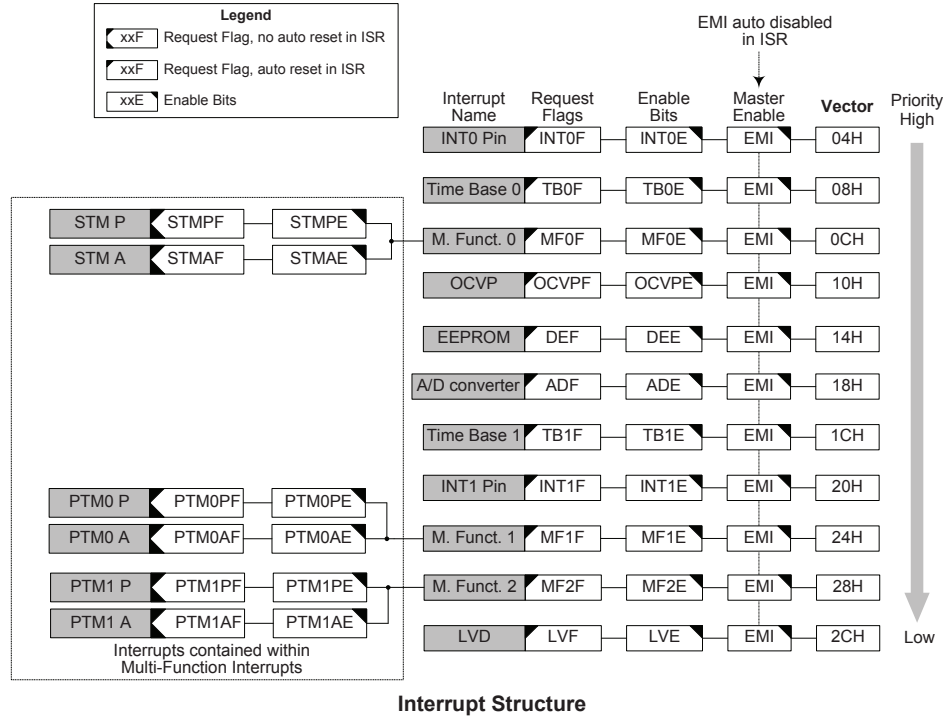 Legend
xxF Request Flag, no auto reset in ISR
xxF Request Flag, auto reset in ISR
xxE Enable Bits
EMI auto disabled
in ISR
Interrupt Name Request Flags Enable Bits Master Enable Vector Priority High
INT0 Pin INT0F INT0E EMI 04H
Time Base 0 TB0F TB0E EMI 08H
STM P STMPF STMPE
M. Funct. 0 MF0F MF0E EMI 0CH
STM A STMAF STMAE
OCVP OCVPF OCVPE EMI 10H
EEPROM DEF DEE EMI 14H
A/D converter ADF ADE EMI 18H
Time Base 1 TB1F TB1E EMI 1CH
INT1 Pin INT1F INT1E EMI 20H
PTM0 P PTM0PF PTM0PE
PTM0 A PTM0AF PTM0AE M. Funct. 1 MF1F MF1E EMI 24H
PTM1 P PTM1PF PTM1PE M. Funct. 2 MF2F MF2E EMI 28H
PTM1 A PTM1AF PTM1AE
LVD LVF LVE EMI 2CH Low
Interrupts contained within
Multi-Function Interrupts
Interrupt Structure